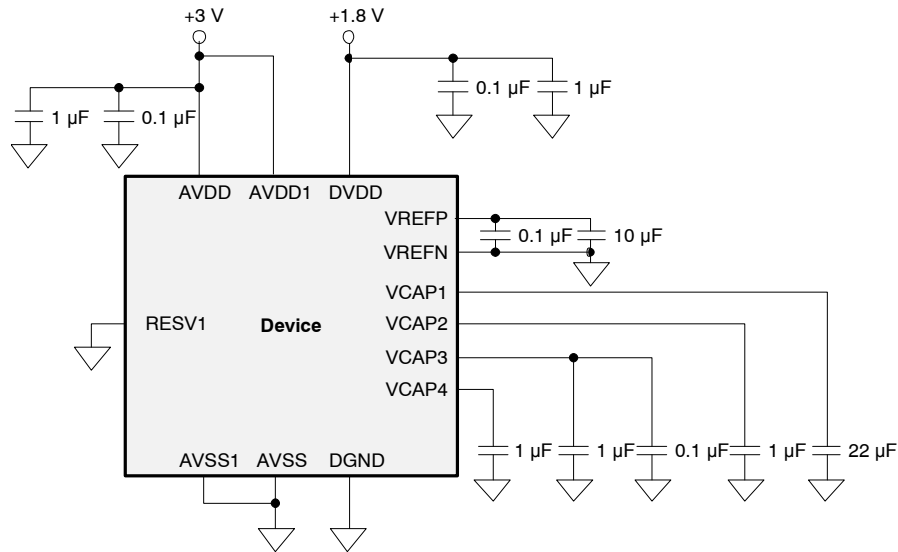 +3 V
+1.8 V
1 µF
0.1 µF
0.1 µF
1 µF
AVDD
AVDD1
DVDD
VREFP
0.1 µF
10 µF
VREFN
VCAP1
RESV1
Device
VCAP2
VCAP3
VCAP4
1 µF
1 µF
0.1 µF
1 µF
22 µF
AVSS1
AVSS
DGND